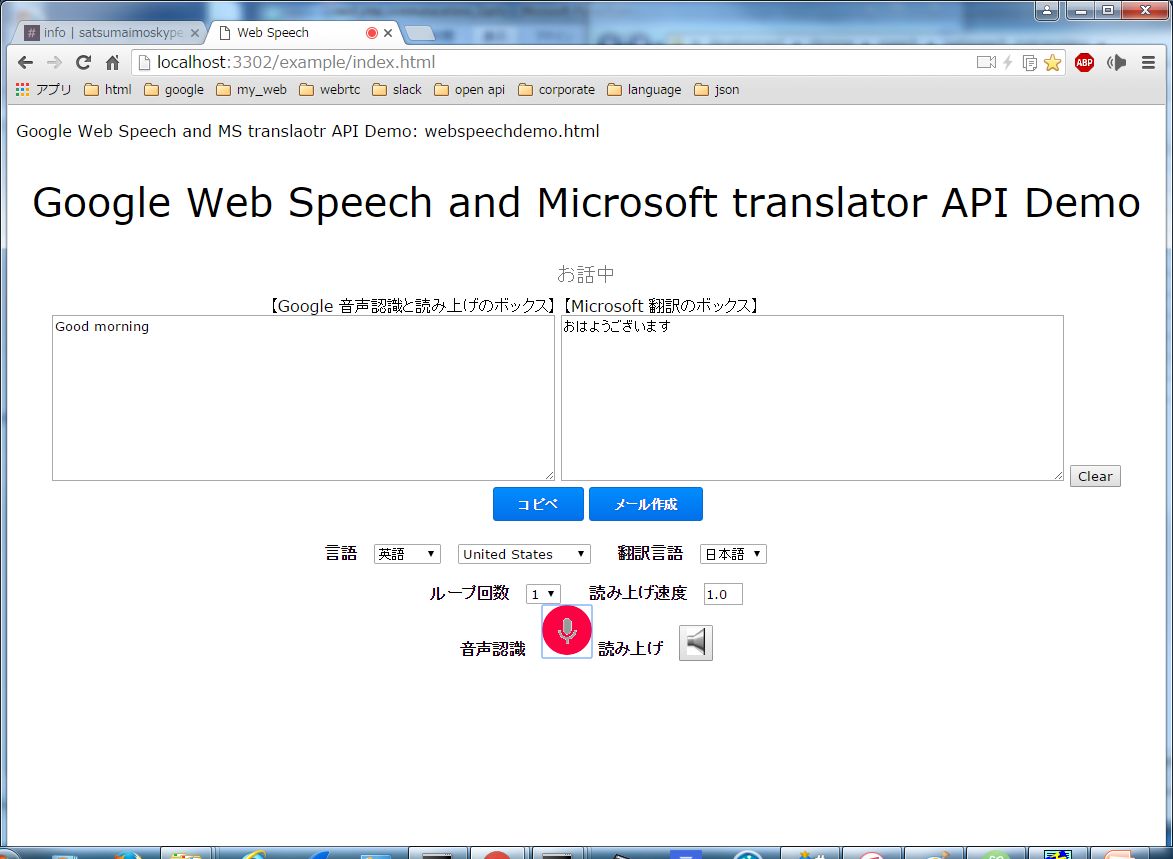 info | satsumaimoskype
Web Speech
localhost:3302/example/index.html
ABP
アプリ html google my_web webrtc slack open api corporate language json
Google Web Speech and MS translaotr API Demo: webspeechdemo.html
Google Web Speech and Microsoft translator API Demo
お話中
【Google 音声認識と読み上げのボックス】【Microsoft 翻訳のボックス】
Good morning
おはようございます
Clear
コピペ メール作成
言語 英語 United States 翻訳言語 日本語
ループ回数 1 読み上げ速度 1.0
音声認識 読み上げ